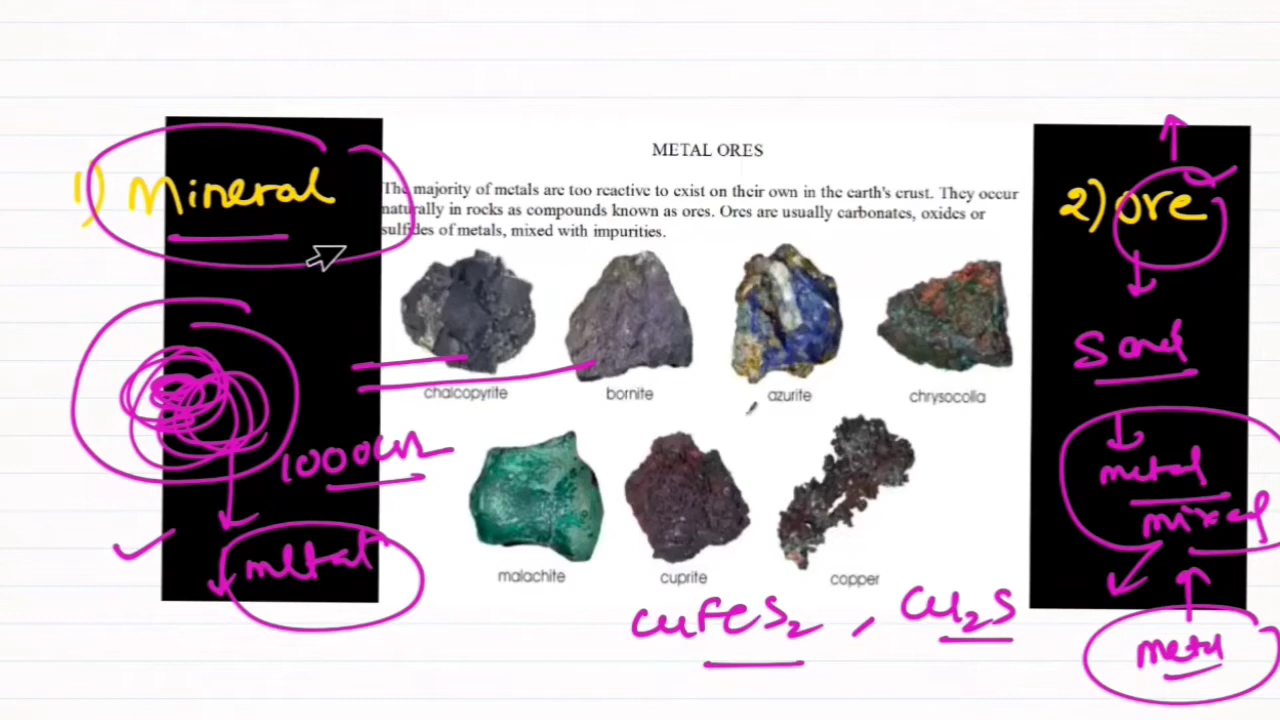 METAL ORES
1) Mineral
The majority of metals are too reactive to exist on their own in the earth's crust. They occur
naturally in rocks as compounds known as ores. Ores are usually carbonates, oxides or
sulfides of metals, mixed with impurities.
2) ore
Sand
chalcopyrite bornite azurite chrysocolla
metal
mixed
metal
malachite cuprite copper
CuFeS2, Cu2S
metal